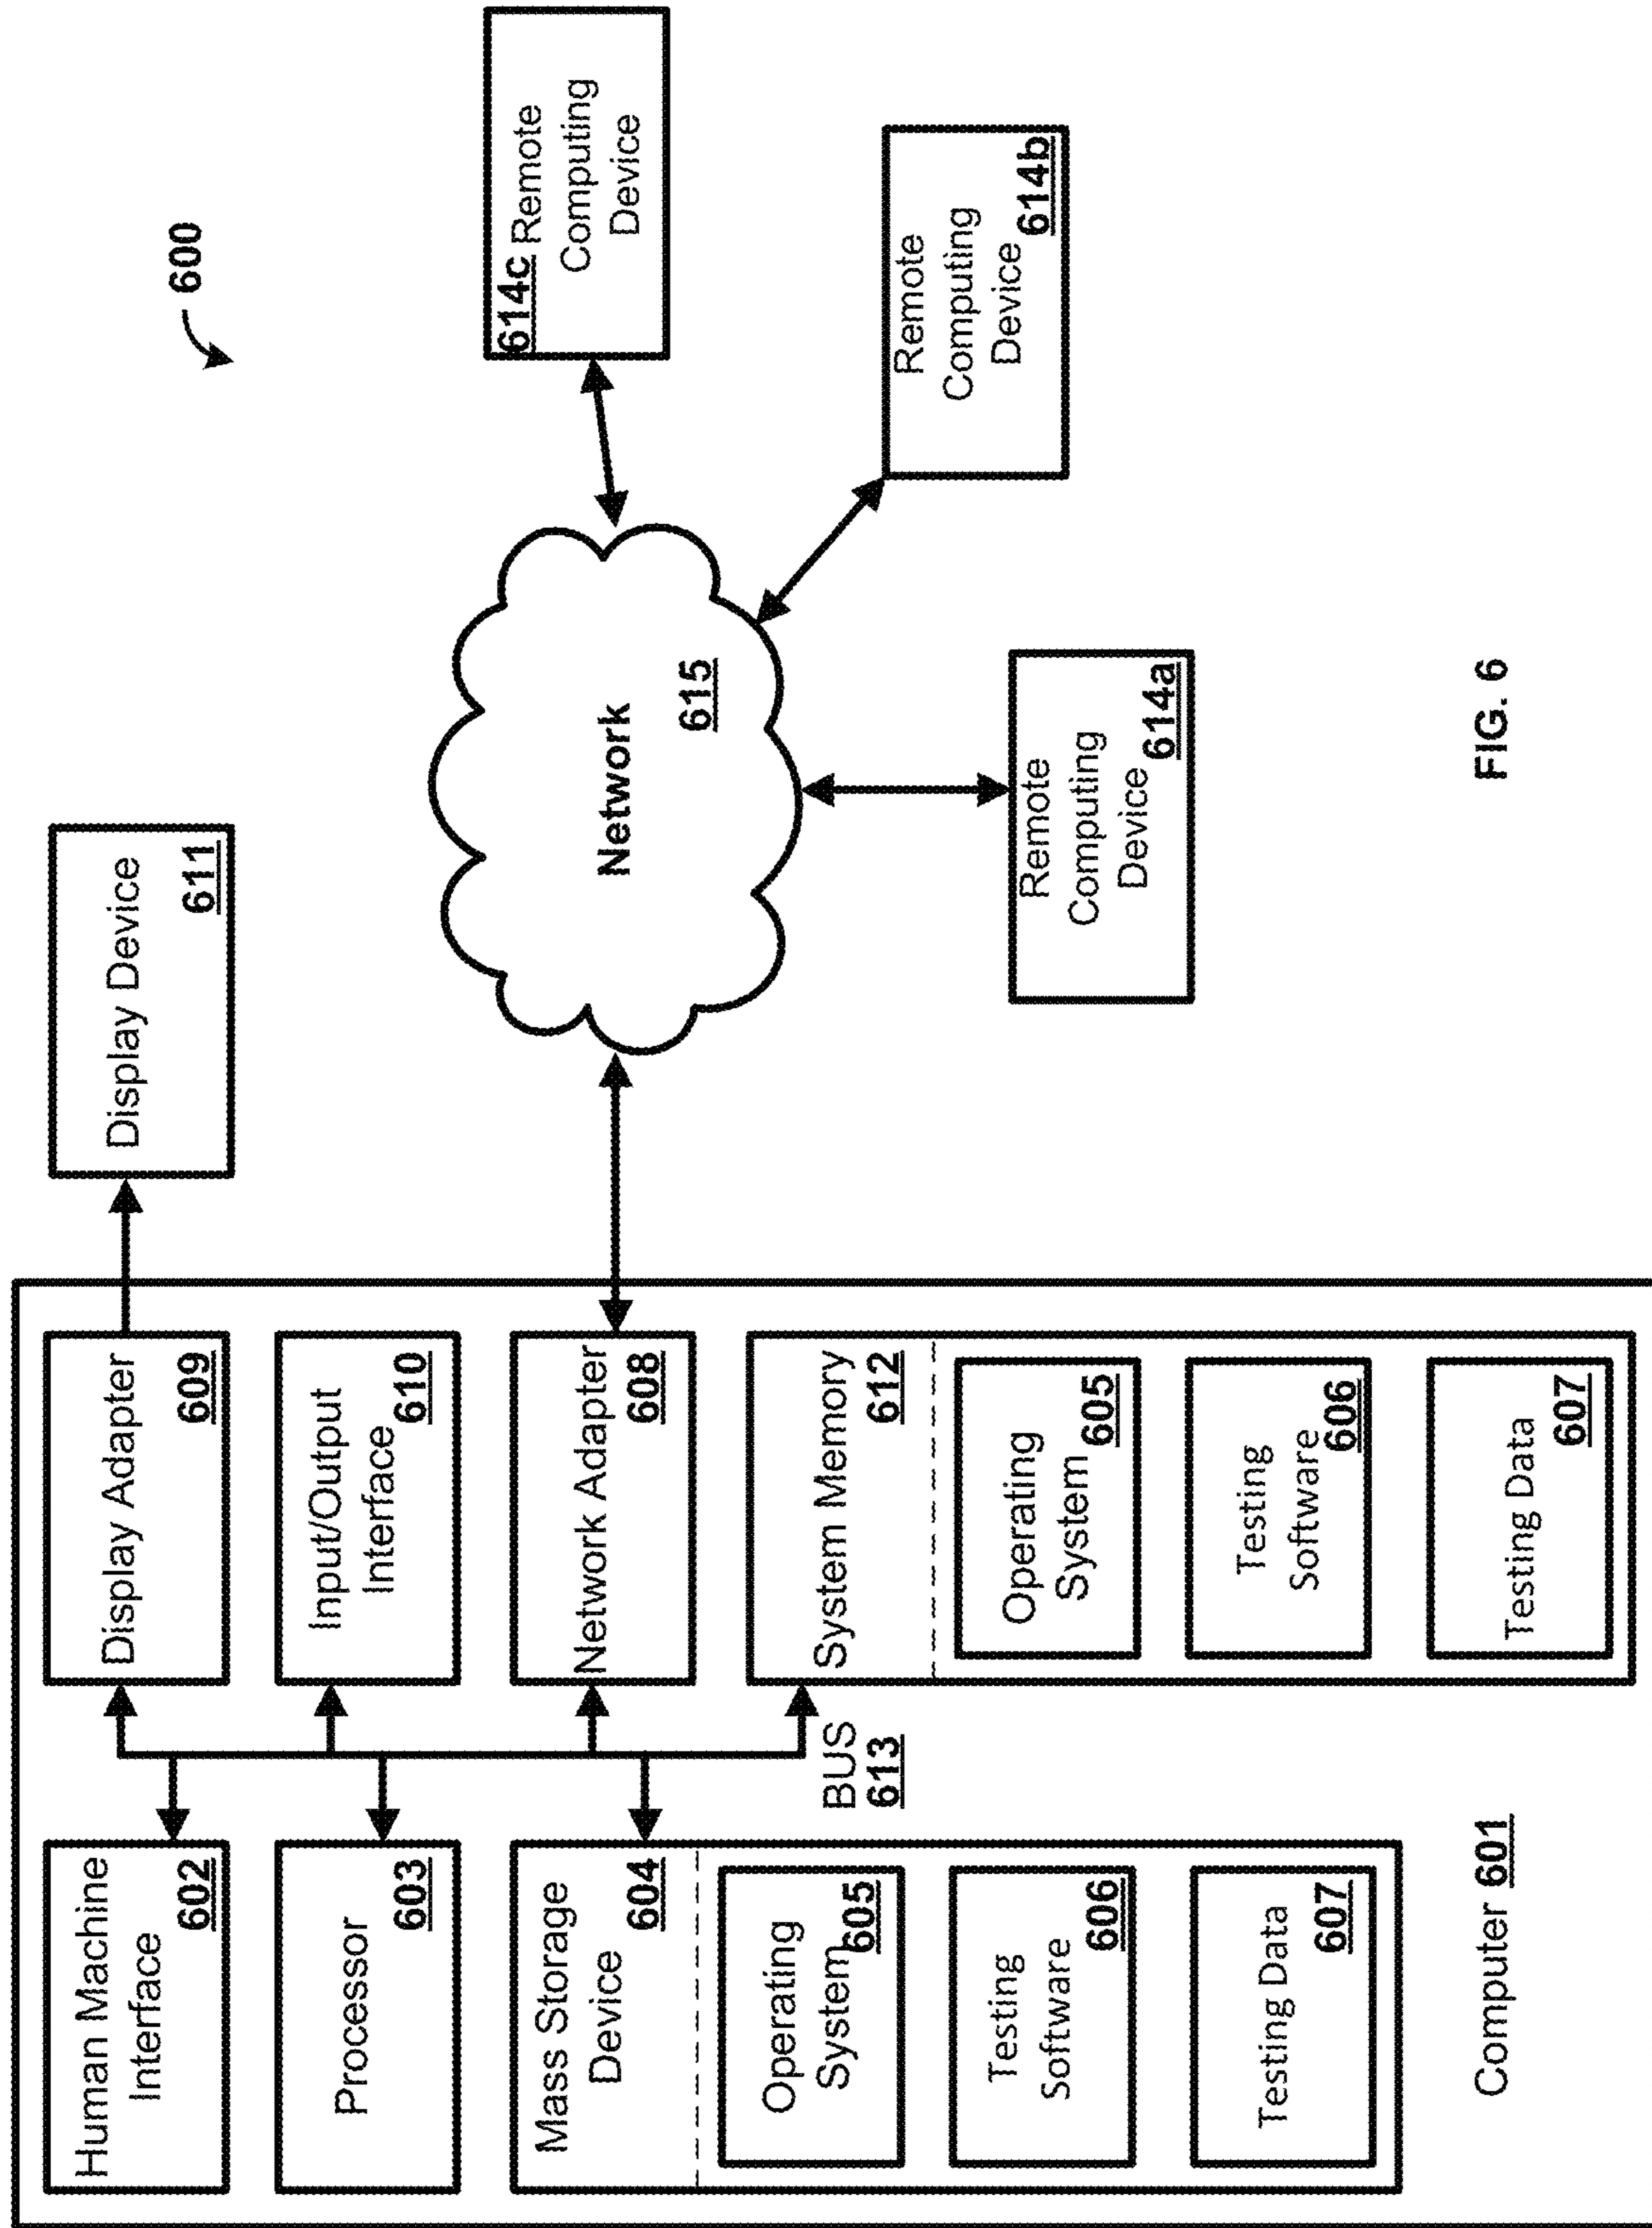 600
Human Machine
Interface
602
Processor
603
Mass Storage
Device
604
Operating
System
605
Testing
Software
606
Testing Data
607
Computer 601
BUS
613
Display Adapter
609
Input/Output
Interface
610
Network Adapter
608
System Memory
612
Operating
System
605
Testing
Software
606
Testing Data
607
Display Device
611
Network
615
Remote
Computing
Device
614a
Remote
Computing
Device
614b
614c Remote
Computing
Device
FIG. 6